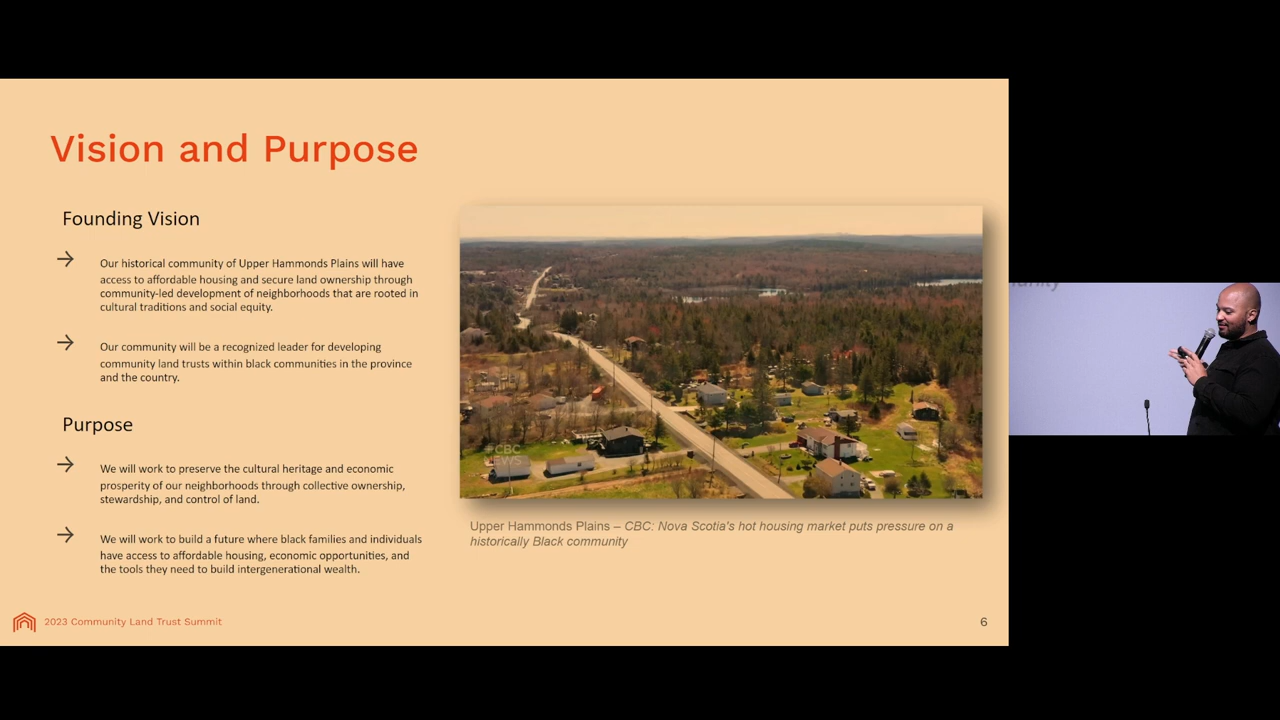 Vision and Purpose
Founding Vision
Our historical community of Upper Hammonds Plains will have
access to affordable housing and secure land ownership through
community-led development of neighborhoods that are rooted in
cultural traditions and social equity.
Our community will be a recognized leader for developing
community land trusts within black communities in the province
and the country.
Purpose
We will work to preserve the cultural heritage and economic
prosperity of our neighborhoods through collective ownership,
stewardship, and control of land.
We will work to build a future where black families and individuals
have access to affordable housing, economic opportunities, and
the tools they need to build intergenerational wealth.
CBC
NEWS
Upper Hammonds Plains – CBC: Nova Scotia's hot housing market puts pressure on a
historically Black community
2023 Community Land Trust Summit
6